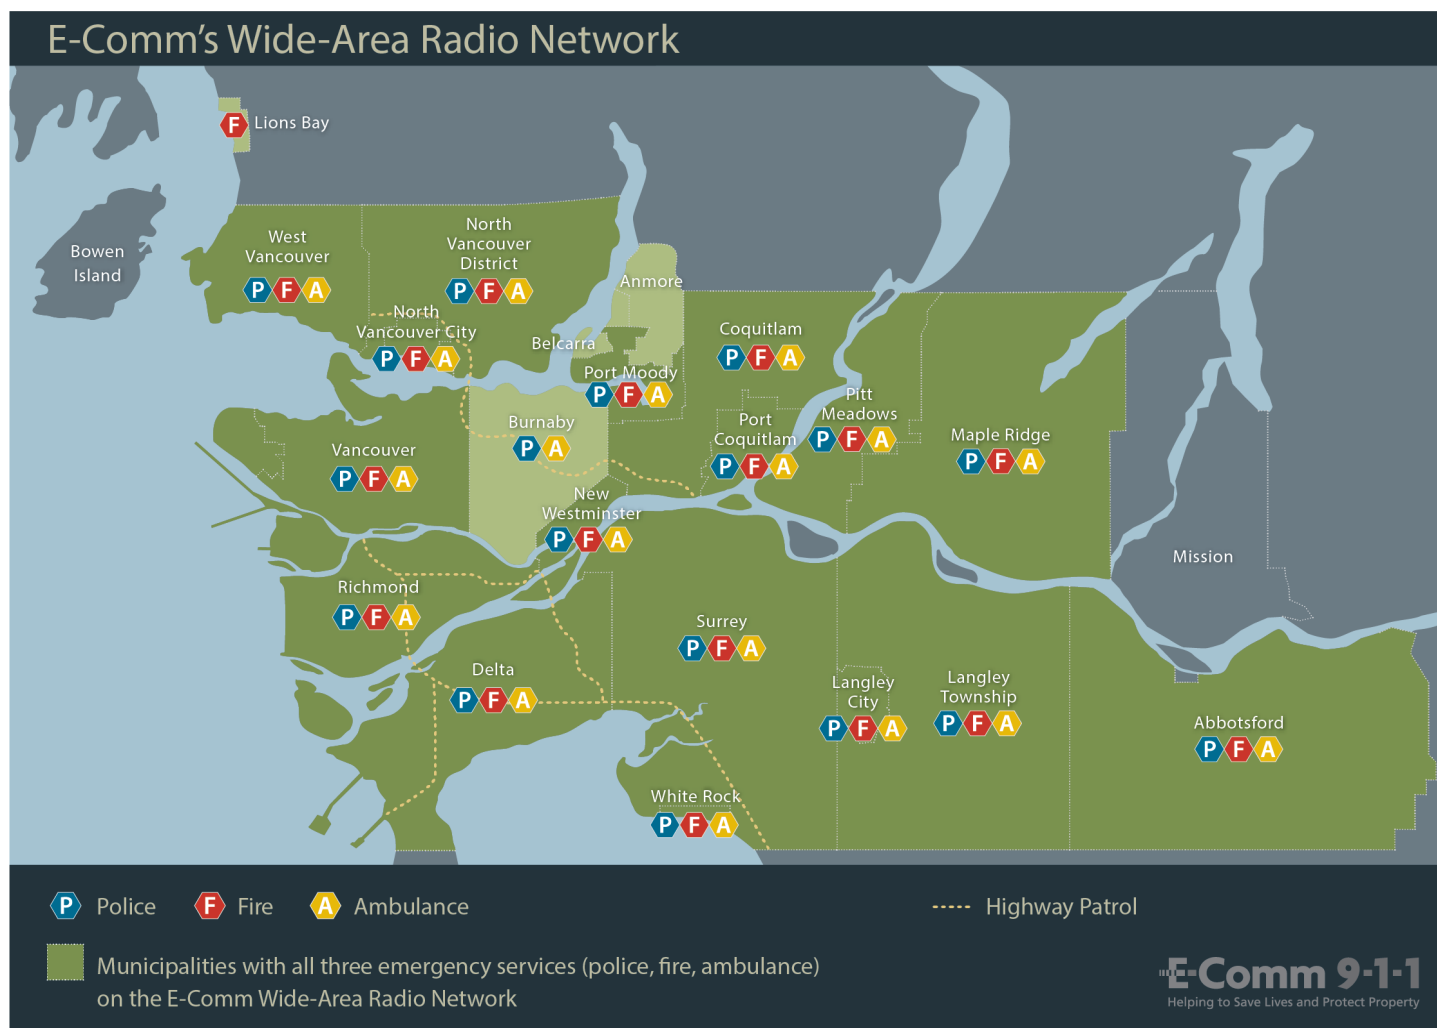 E-Comm’s Wide-Area Radio Network
F Lions Bay
Bowen
Island
West
Vancouver
P F A
North
Vancouver
District
P F A
North
Vancouver City
P F A
Anmore
Belcarra
Port Moody
P F A
Coquitlam
P F A
Burnaby
P A
Vancouver
P F A
Port
Coquitlam
P F A
Pitt
Meadows
P F A
Maple Ridge
P F A
New
Westminster
P F A
Mission
Richmond
P F A
Surrey
P F A
Delta
P F A
Langley
City
P F A
Langley
Township
P F A
Abbotsford
P F A
White Rock
P F A
P Police F Fire A Ambulance
Highway Patrol
Municipalities with all three emergency services (police, fire, ambulance)
on the E-Comm Wide-Area Radio Network
E-Comm 9-1-1
Helping to Save Lives and Protect Property